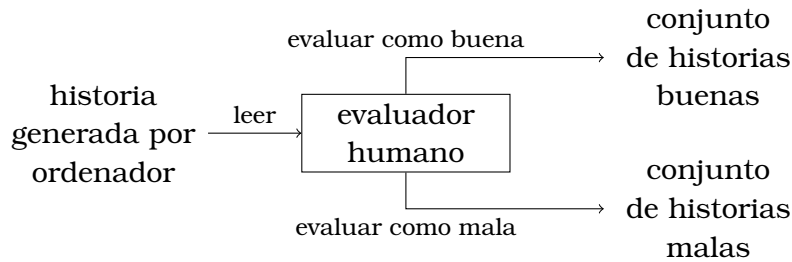 historia
generada por
ordenador
leer
evaluador
humano
evaluar como buena
conjunto
de historias
buenas
evaluar como mala
conjunto
de historias
malas